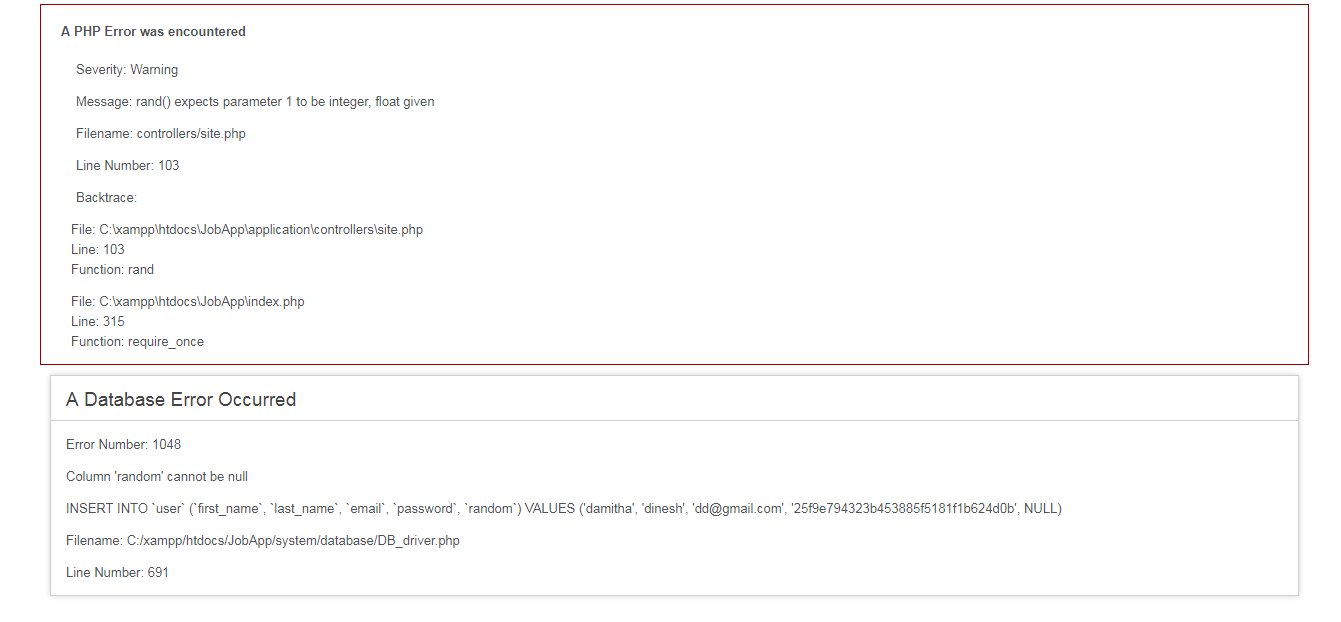 A PHP Error was encountered
Severity: Warning
Message: rand() expects parameter 1 to be integer, float given
Filename: controllers/site.php
Line Number: 103
Backtrace:
File: C:\xampp\htdocs\JobApp\application\controllers\site.php
Line: 103
Function: rand
File: C:\xampp\htdocs\JobApp\index.php
Line: 315
Function: require_once
A Database Error Occurred
Error Number: 1048
Column 'random' cannot be null
INSERT INTO `user` (`first_name`, `last_name`, `email`, `password`, `random`) VALUES ('damitha', 'dinesh', 'dd@gmail.com', '25f9e794323b453885f5181f1b624d0b', NULL)
Filename: C:/xampp/htdocs/JobApp/system/database/DB_driver.php
Line Number: 691